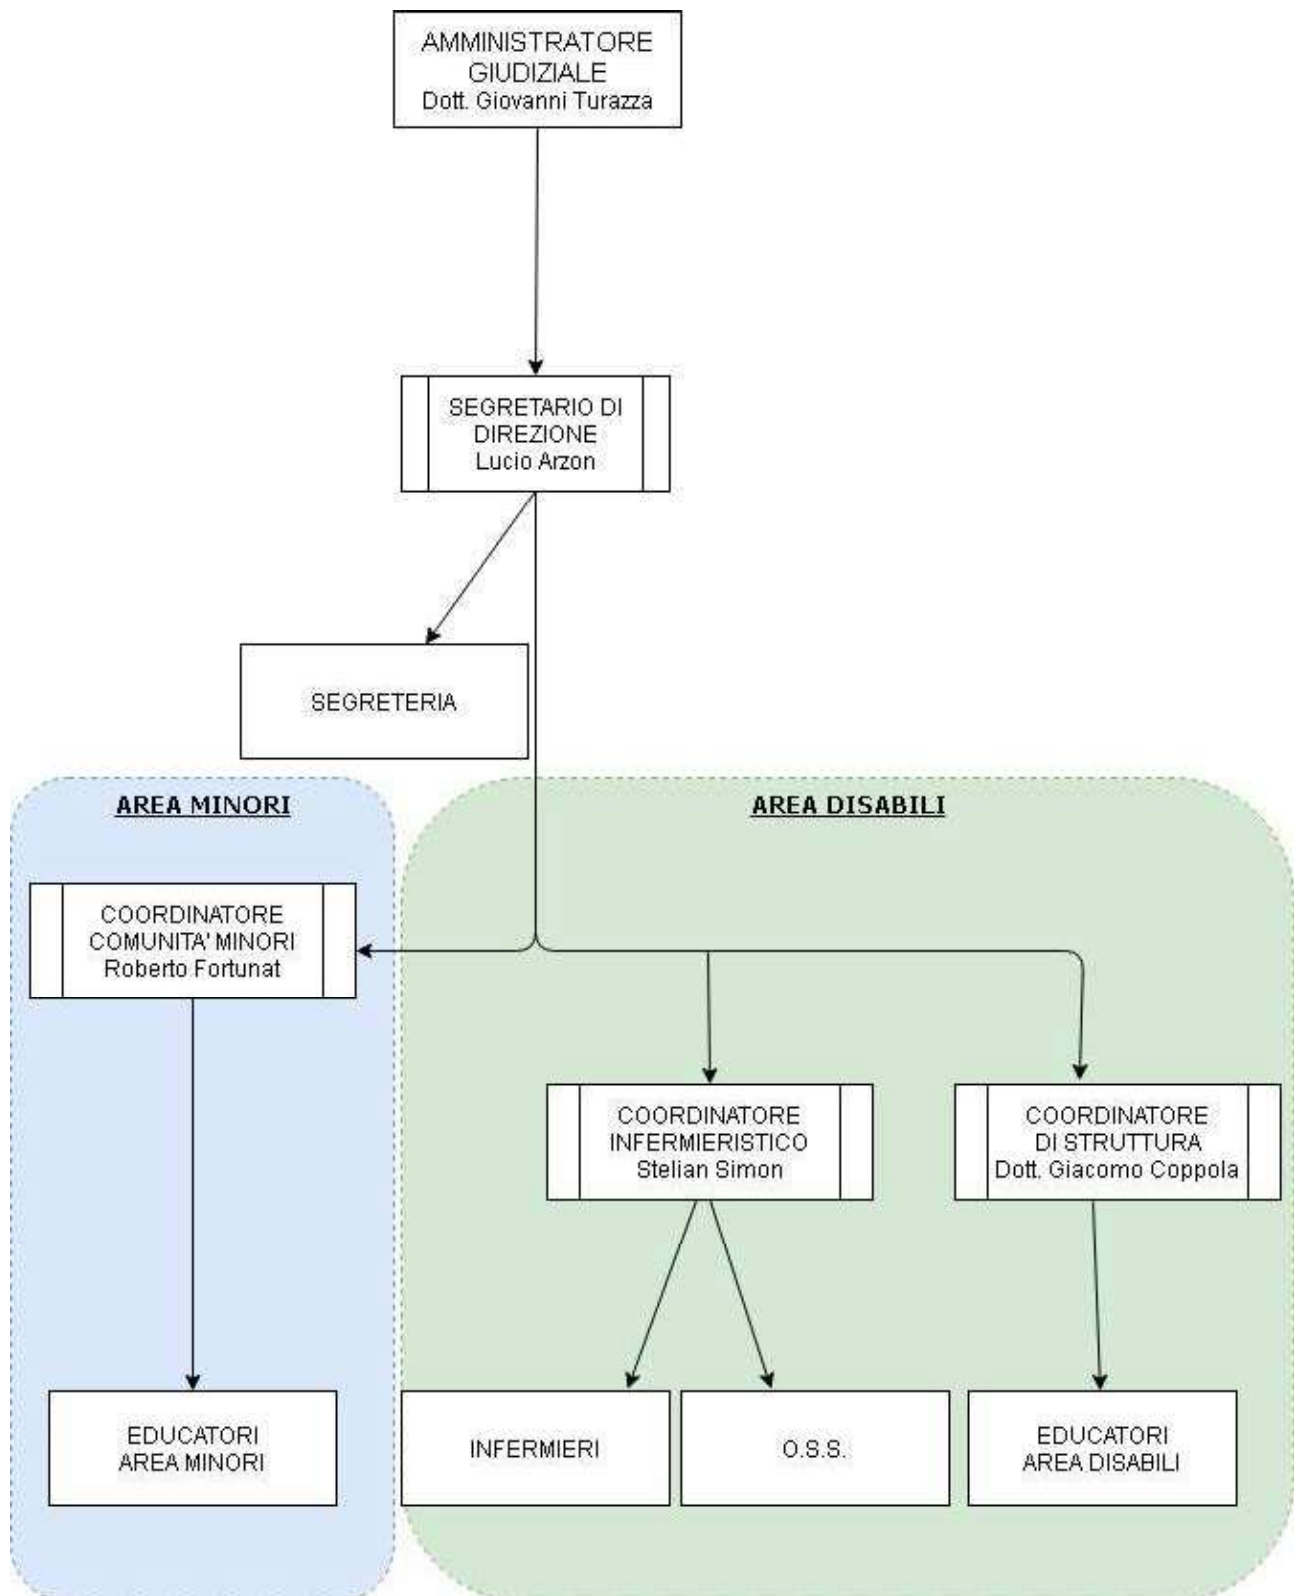 AMMINISTRATORE
GIUDIZIALE
Dott. Giovanni Turazza
SEGRETARIO DI
DIREZIONE
Lucio Arzon
SEGRETERIA
AREA MINORI
AREA DISABILI
COORDINATORE
COMUNITA' MINORI
Roberto Fortunat
COORDINATORE
INFERMIERISTICO
Stelian Simon
COORDINATORE
DI STRUTTURA
Dott. Giacomo Coppola
EDUCATORI
AREA MINORI
INFERMIERI
O.S.S.
EDUCATORI
AREA DISABILI